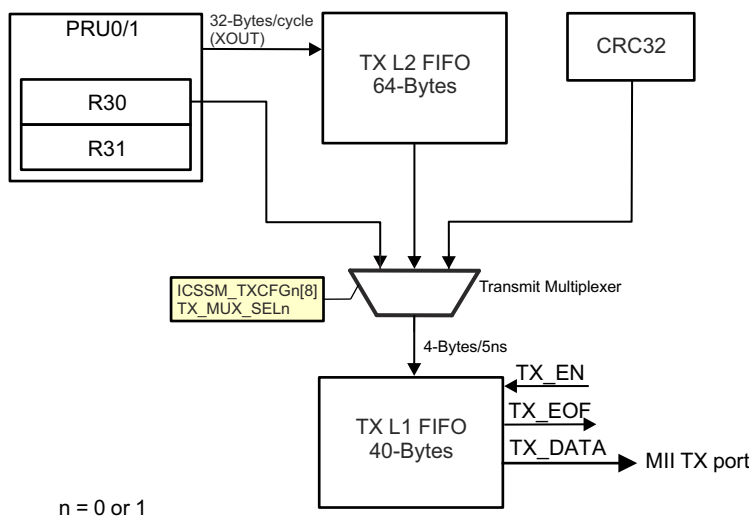 PRU0/1
32-Bytes/cycle
(XOUT)
TX L2 FIFO
64-Bytes
CRC32
R30
R31
ICSSM_TXCFGn[8]
TX_MUX_SELn
Transmit Multiplexer
4-Bytes/5ns
TX L1 FIFO
40-Bytes
TX_EN
TX_EOF
TX_DATA
MII TX port
n = 0 or 1